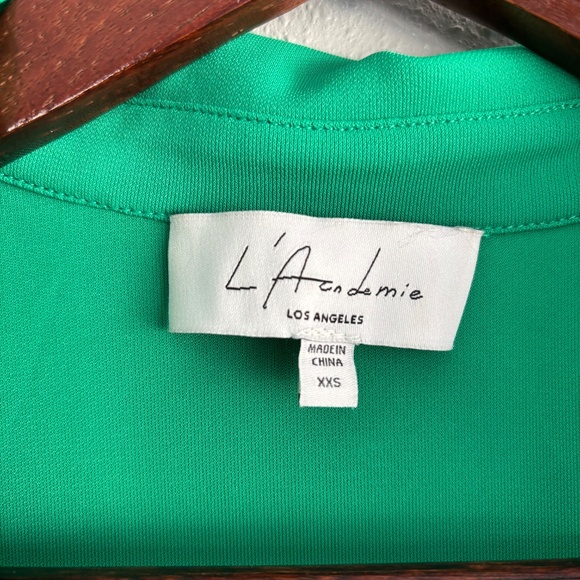 L'Academie
LOS ANGELES
MADE IN
CHINA
XXS